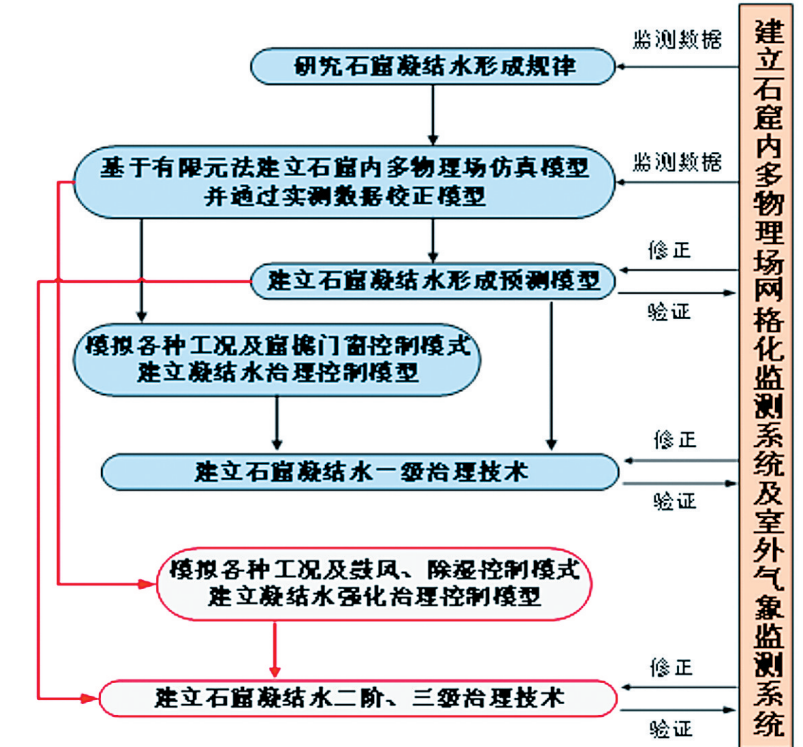 监测数据
研究石窟凝结水形成规律
基于有限元法建立石窟内多物理场仿真模型
并通过实测数据校正模型
监测数据
修正
建立石窟凝结水形成预测模型
验证
模拟各种工况及窟檐门窗控制模式
建立凝结水治理控制模型
修正
建立石窟凝结水一级治理技术
验证
模拟各种工况及鼓风、除湿控制模式
建立凝结水强化治理控制模型
修正
建立石窟凝结水二阶、三级治理技术
验证
建立石窟内多物理场网格化监测系统及室外气象监测系统